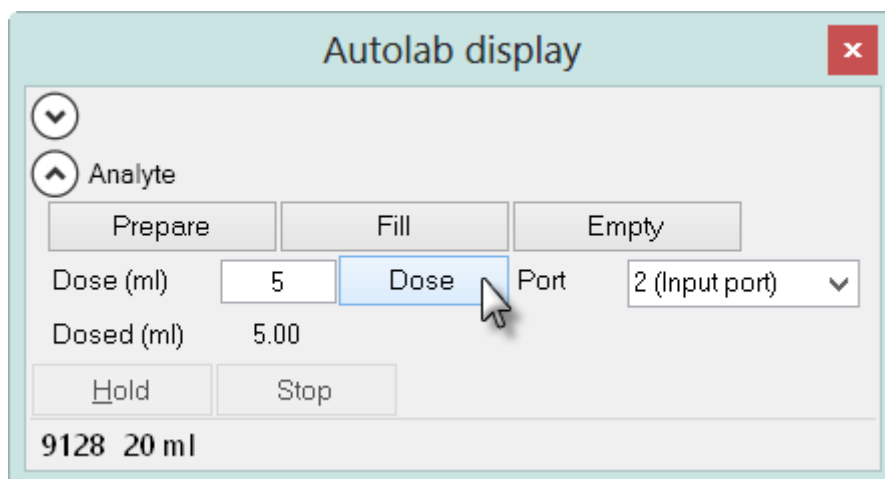 Autolab display
Analyte
Prepare Fill Empty
Dose (ml) 5 Dose Port 2 (Input port)
Dosed (ml) 5.00
Hold Stop
9128 20 ml